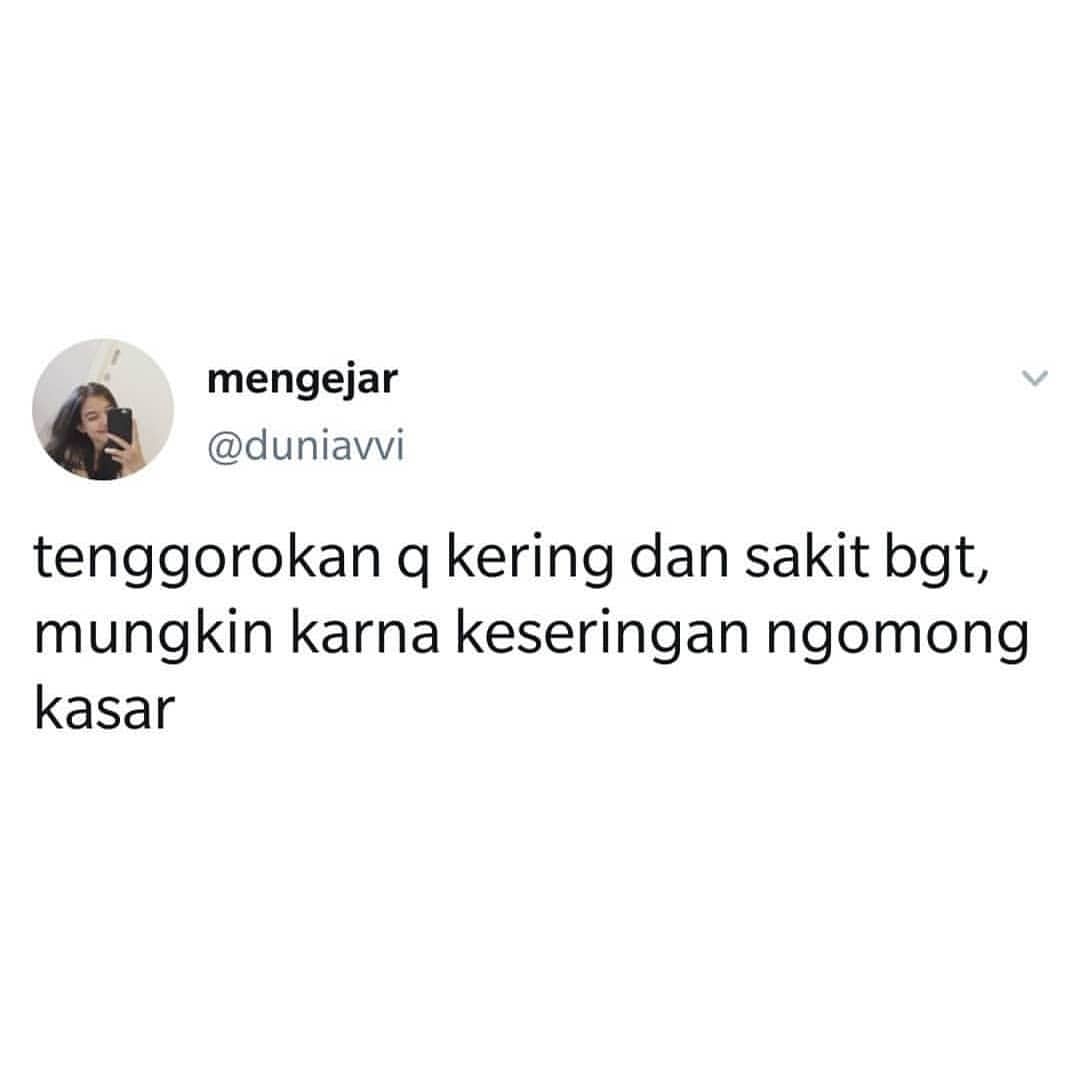 mengejar
@duniavvi
tenggorokan q kering dan sakit bgt,
mungkin karna keseringan ngomong
kasar